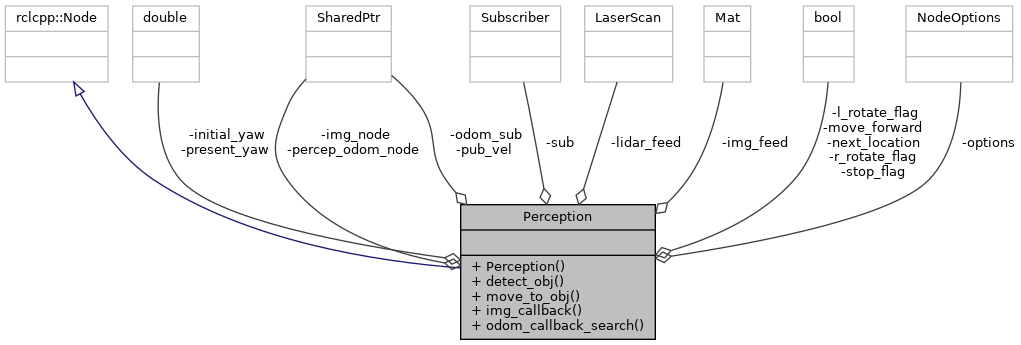 rclcpp::Node
double
SharedPtr
Subscriber
LaserScan
Mat
bool
NodeOptions
-initial_yaw
-present_yaw
-img_node
-percep_odom_node
-odom_sub
-pub_vel
-sub
-lidar_feed
-img_feed
-l_rotate_flag
-move_forward
-next_location
-r_rotate_flag
-stop_flag
-options
Perception
+ Perception()
+ detect_obj()
+ move_to_obj()
+ img_callback()
+ odom_callback_search()